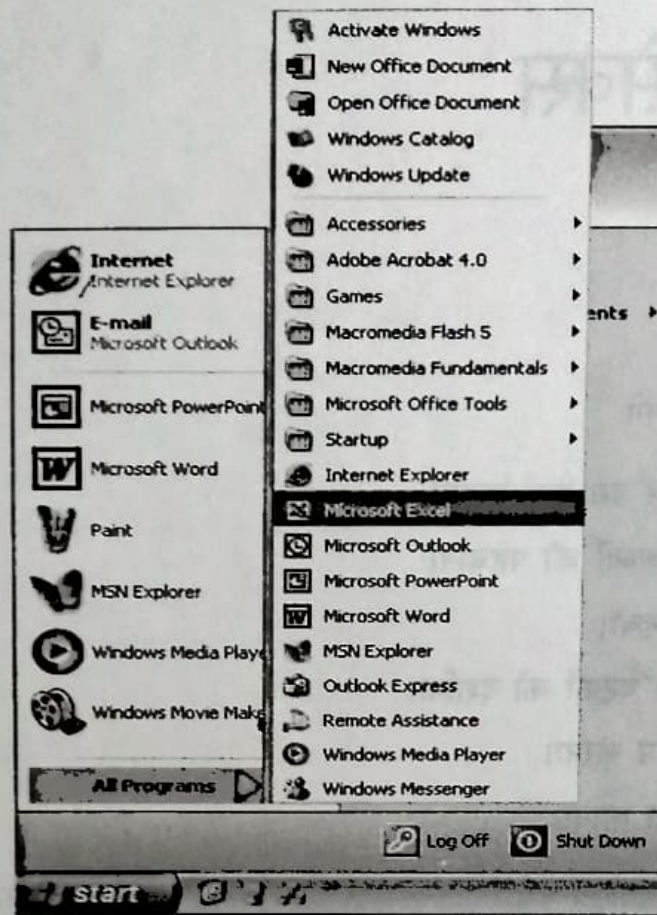 Activate Windows
New Office Document
Open Office Document
Windows Catalog
Windows Update
Accessories
Adobe Acrobat 4.0
Games
Macromedia Flash 5
Macromedia Fundamentals
Microsoft Office Tools
Startup
Internet Explorer
Microsoft Excel
Microsoft Outlook
Microsoft PowerPoint
Microsoft Word
MSN Explorer
Outlook Express
Remote Assistance
Windows Media Player
Windows Messenger
Internet
Internet Explorer
E-mail
Microsoft Outlook
Microsoft PowerPoint
Microsoft Word
Paint
MSN Explorer
Windows Media Playe
Windows Movie Make
All Programs
ents
Log Off
Shut Down
start